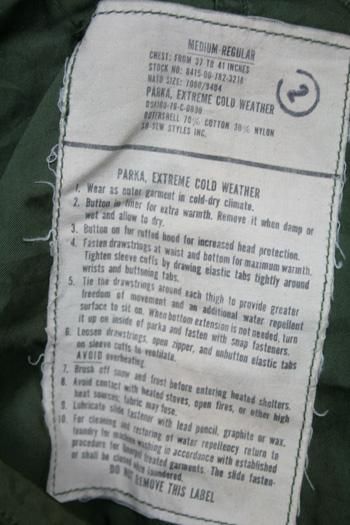 MEDIUM-REGULAR
CHEST: FROM 37 TO 41 INCHES
STOCK NO: 8415-00-782-3218
NATO SIZE: 7080/9404
PARKA, EXTREME COLD WEATHER
2
OUTERSHELL 70% COTTON 30% NYLON
SO-SEW STYLES INC.
PARKA, EXTREME COLD WEATHER
1. Wear as outer garment in cold-dry climate.
2. Button in liner for extra warmth. Remove it when damp or
wet and allow to dry.
3. Button on fur ruffed hood for increased head protection.
4. Fasten drawstrings at waist and bottom for maximum warmth.
Tighten sleeve cuffs by drawing elastic tabs tightly around
wrists and buttoning tabs.
5. Tie the drawstrings around each thigh to provide greater
freedom of movement and an additional water repellent
surface to sit on. When bottom extension is not needed, turn
it up on inside of parka and fasten with snap fasteners.
6. Loosen drawstrings, open zipper, and unbutton elastic tabs
on sleeve cuffs to ventilate.
AVOID overheating.
7. Brush off snow and frost before entering heated shelters.
8. Avoid contact with heated stoves, open fires, or other high
heat sources; fabric may fuse.
9. Lubricate slide fastener with lead pencil, graphite or wax.
10. For cleaning and restoring of water repellency return to
laundry for machine washing in accordance with established
procedure for treated garments. The slide fasten-
or shall be closed when laundered.
DO NOT REMOVE THIS LABEL